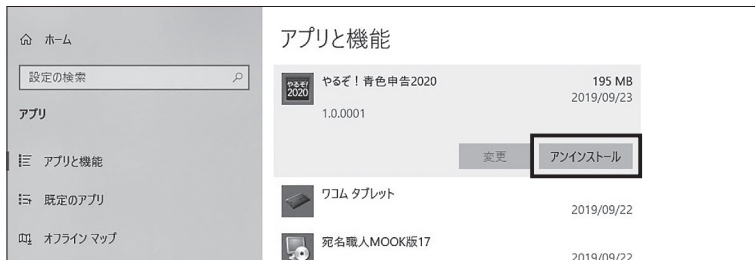 ホーム
設定の検索
アプリ
アプリと機能
既定のアプリ
オフライン マップ
アプリと機能
やるぞ! 2020
やるぞ！青色申告2020
195 MB
2019/09/23
1.0.0001
変更
アンインストール
ワコム タブレット
2019/09/22
宛名職人MOOK版17
2019/09/22